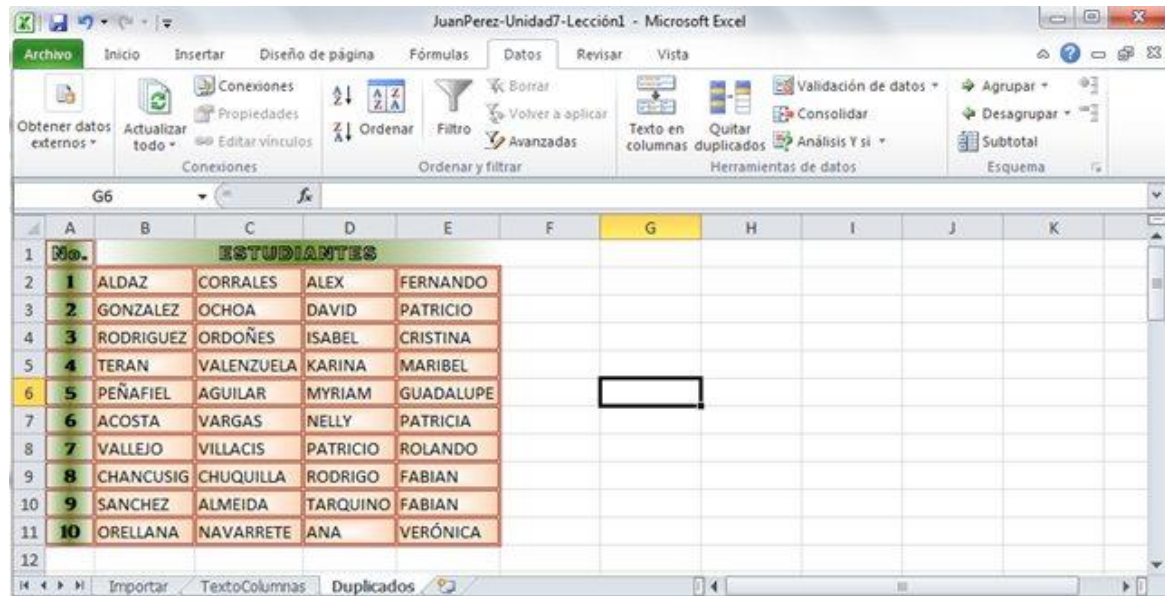 JuanPerez-Unidad7-Lección1 - Microsoft Excel
Archivo Inicio Insertar Diseño de página Fórmulas Datos Revisar Vista
Obtener datos externos
Actualizar todo
Conexiones
Propiedades
Editar vínculos
Conexiones
Ordenar
Filtro
Borrar
Volver a aplicar
Avanzadas
Ordenar y filtrar
Texto en columnas
Quitar duplicados
Validación de datos
Consolidar
Análisis Y si
Herramientas de datos
Agrupar
Desagrupar
Subtotal
Esquema
G6 fx
A B C D E F G H I J K
1 No. ESTUDIANTES
2 1 ALDAZ CORRALES ALEX FERNANDO
3 2 GONZALEZ OCHOA DAVID PATRICIO
4 3 RODRIGUEZ ORDOÑES ISABEL CRISTINA
5 4 TERAN VALENZUELA KARINA MARIBEL
6 5 PEÑAFIEL AGUILAR MYRIAM GUADALUPE
7 6 ACOSTA VARGAS NELLY PATRICIA
8 7 VALLEJO VILLACIS PATRICIO ROLANDO
9 8 CHANCUSIG CHUQUILLA RODRIGO FABIAN
10 9 SANCHEZ ALMEIDA TARQUINO FABIAN
11 10 ORELLANA NAVARRETE ANA VERÓNICA
12
Importar TextoColumnas Duplicados